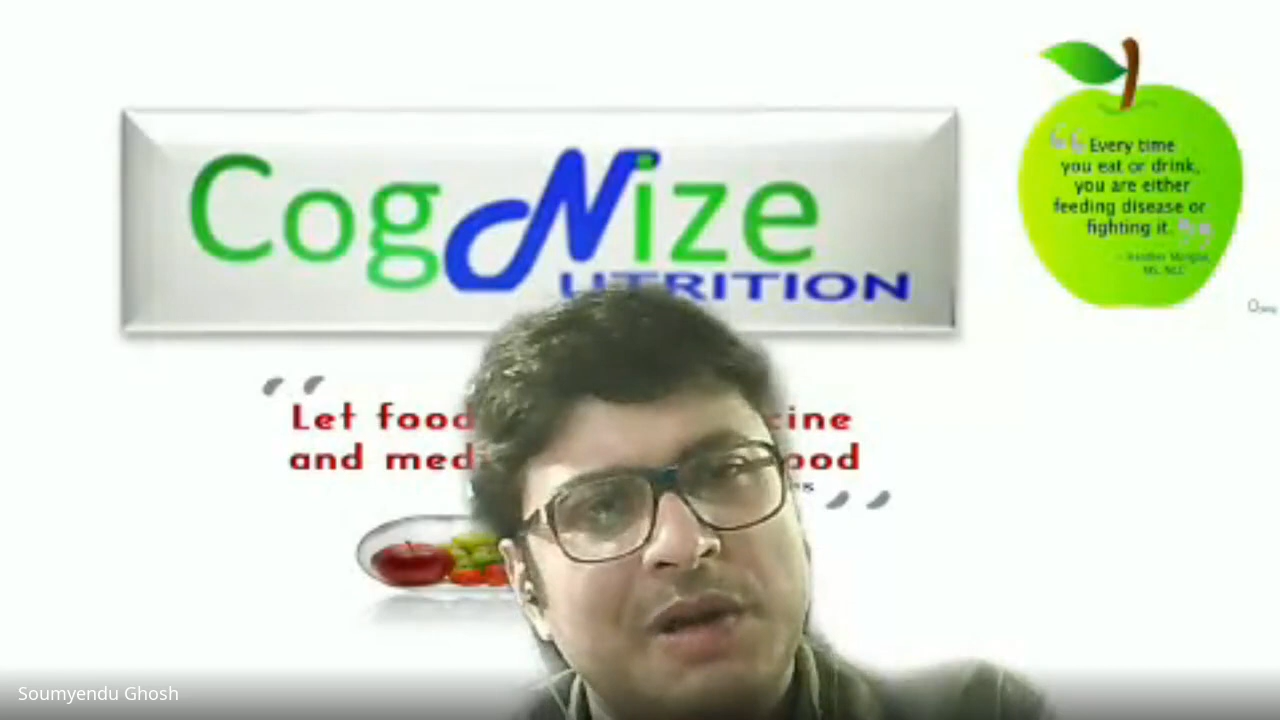 CogNize
UTRITION
“Every time
you eat or drink,
you are either
feeding disease or
fighting it.”
Let food cine
and med ood
Soumyendu Ghosh